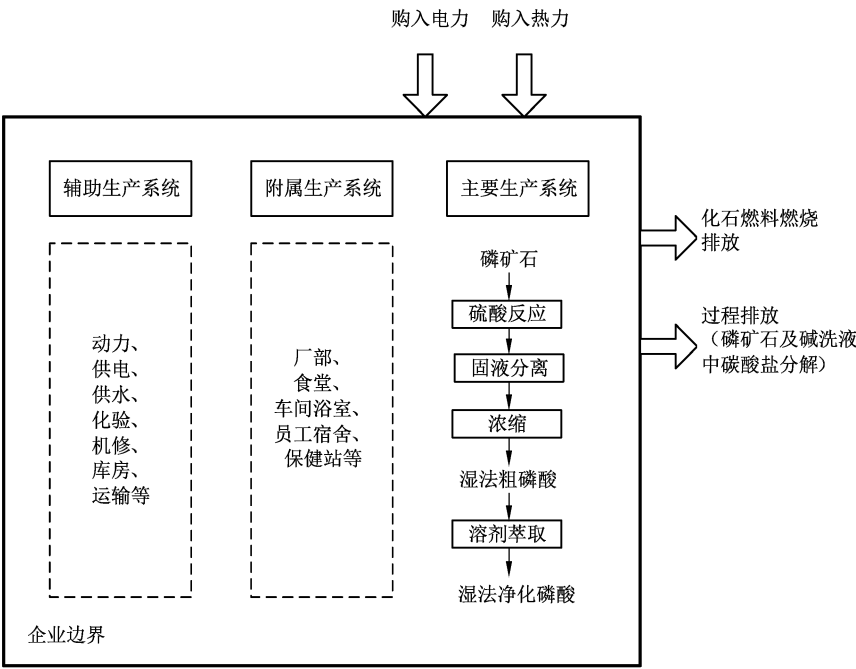 购入电力
购入热力
辅助生产系统
附属生产系统
主要生产系统
动力、
供电、
供水、
化验、
机修、
库房、
运输等
厂部、
食堂、
车间浴室、
员工宿舍、
保健站等
磷矿石
硫酸反应
固液分离
浓缩
湿法粗磷酸
溶剂萃取
湿法净化磷酸
化石燃料燃烧
排放
过程排放
（磷矿石及碱洗液
中碳酸盐分解）
企业边界